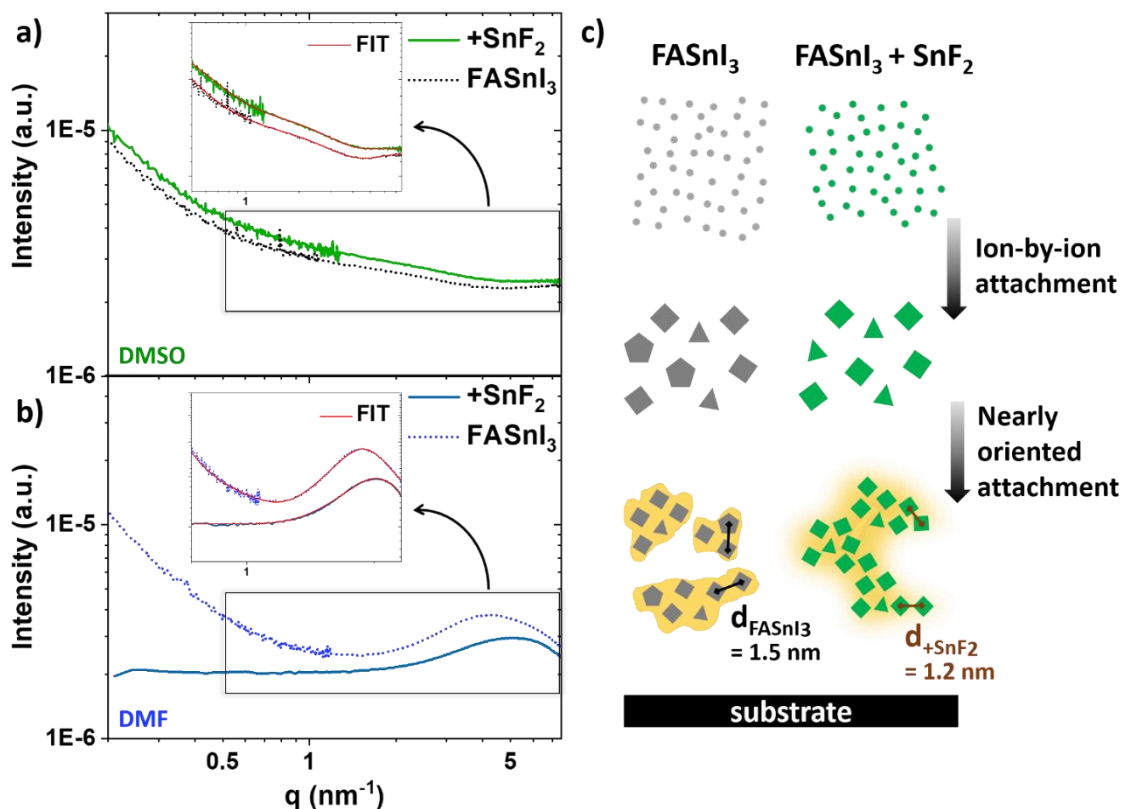 a)
Intensity (a.u.)
1E-5
1E-6
FIT
1
+SnF₂
FASnI₃
DMSO
b)
Intensity (a.u.)
1E-5
1E-6
FIT
1
+SnF₂
FASnI₃
DMF
0.5
1
5
q (nm⁻¹)
c)
FASnI₃
FASnI₃ + SnF₂
Ion-by-ion
attachment
Nearly
oriented
attachment
d_FASnI3
= 1.5 nm
d_+SnF2
= 1.2 nm
substrate